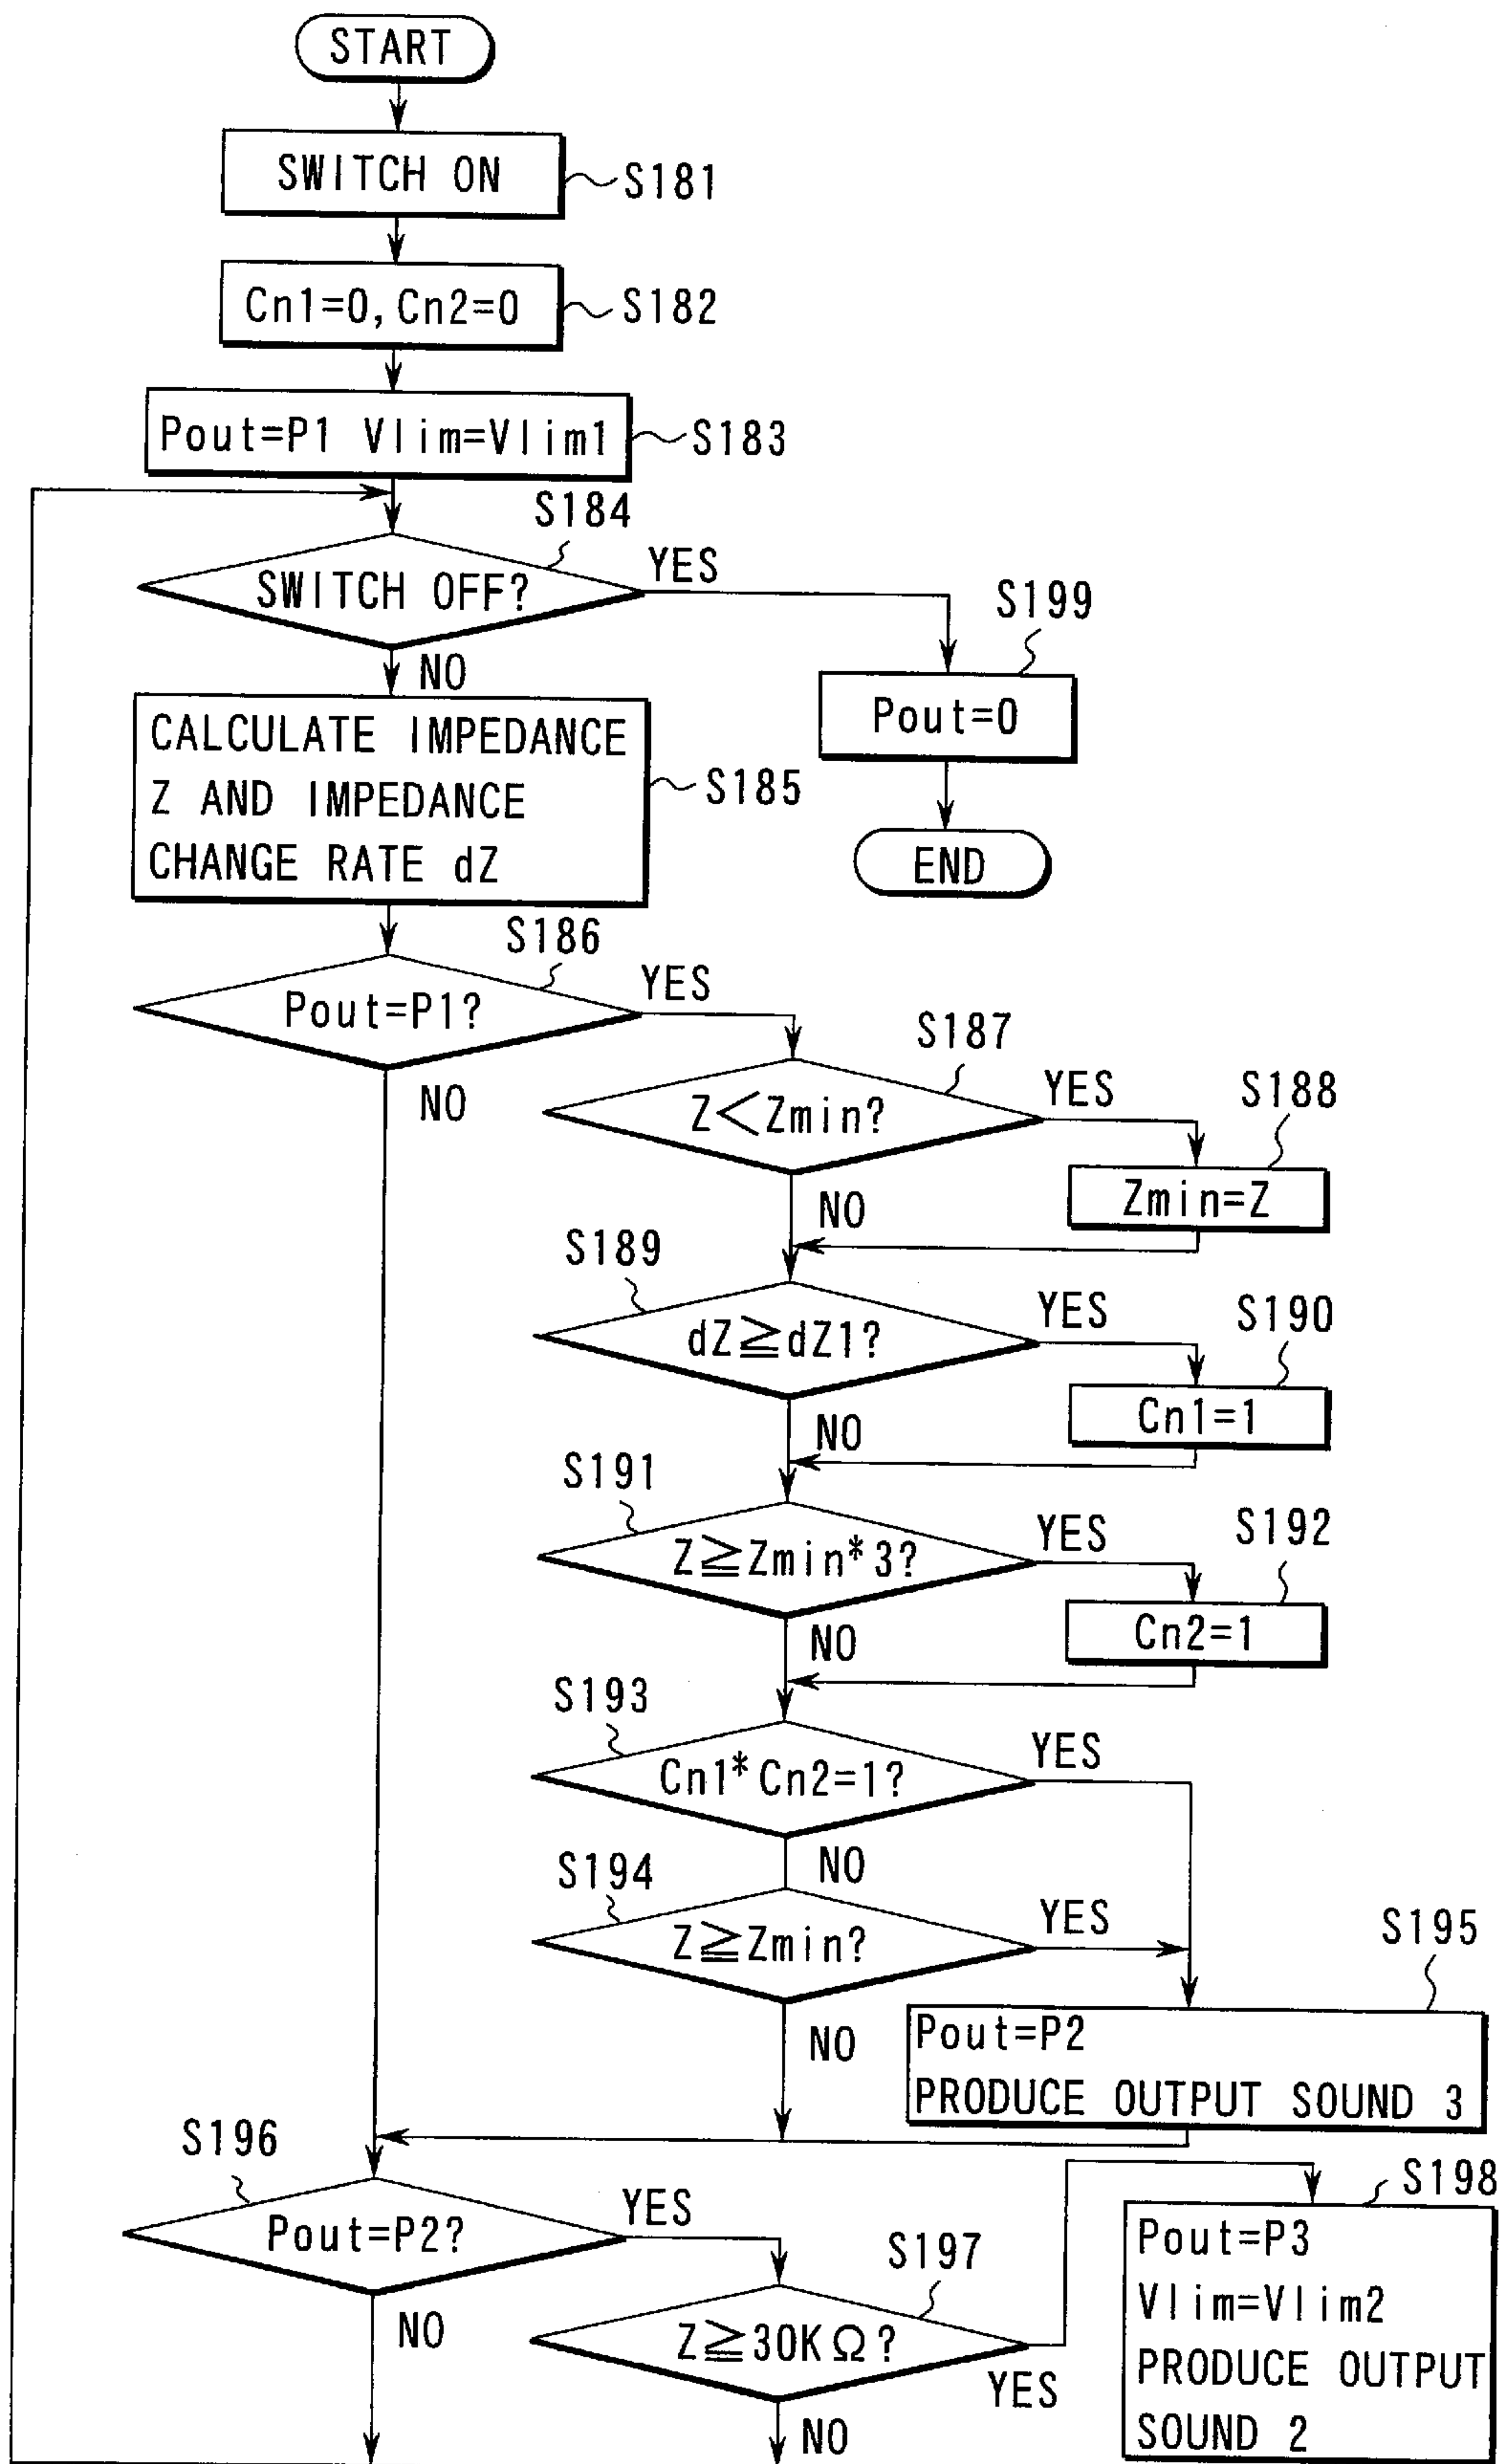 START
SWITCH ON
S181
Cn1=0, Cn2=0
S182
Pout=P1 Vlim=Vlim1
S183
S184
SWITCH OFF?
YES
NO
S199
Pout=0
END
CALCULATE IMPEDANCE
Z AND IMPEDANCE
CHANGE RATE dZ
S185
S186
Pout=P1?
YES
NO
S187
Z<Zmin?
YES
NO
S188
Zmin=Z
S189
dZ≧dZ1?
YES
NO
S190
Cn1=1
S191
Z≧Zmin*3?
YES
NO
S192
Cn2=1
S193
Cn1*Cn2=1?
YES
NO
S194
Z≧Zmin?
YES
NO
S195
Pout=P2
PRODUCE OUTPUT SOUND 3
S196
Pout=P2?
YES
NO
S197
Z≧30KΩ?
YES
NO
S198
Pout=P3
Vlim=Vlim2
PRODUCE OUTPUT
SOUND 2